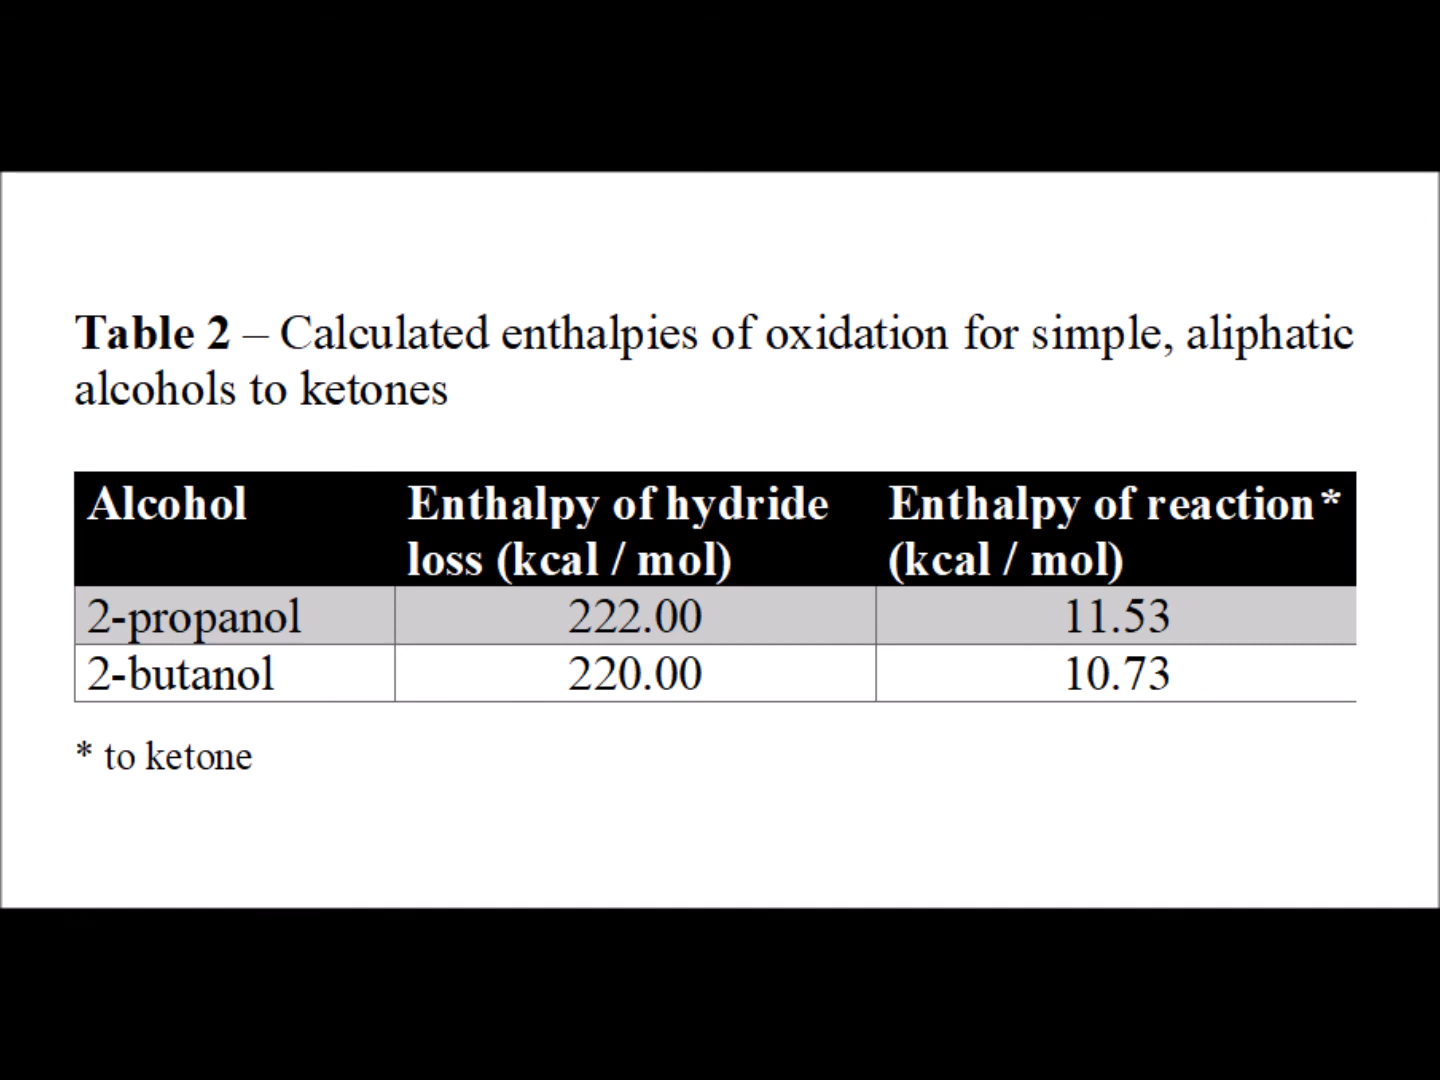 Table 2 – Calculated enthalpies of oxidation for simple, aliphatic
alcohols to ketones
Alcohol Enthalpy of hydride loss (kcal / mol) Enthalpy of reaction* (kcal / mol)
2-propanol 222.00 11.53
2-butanol 220.00 10.73
* to ketone